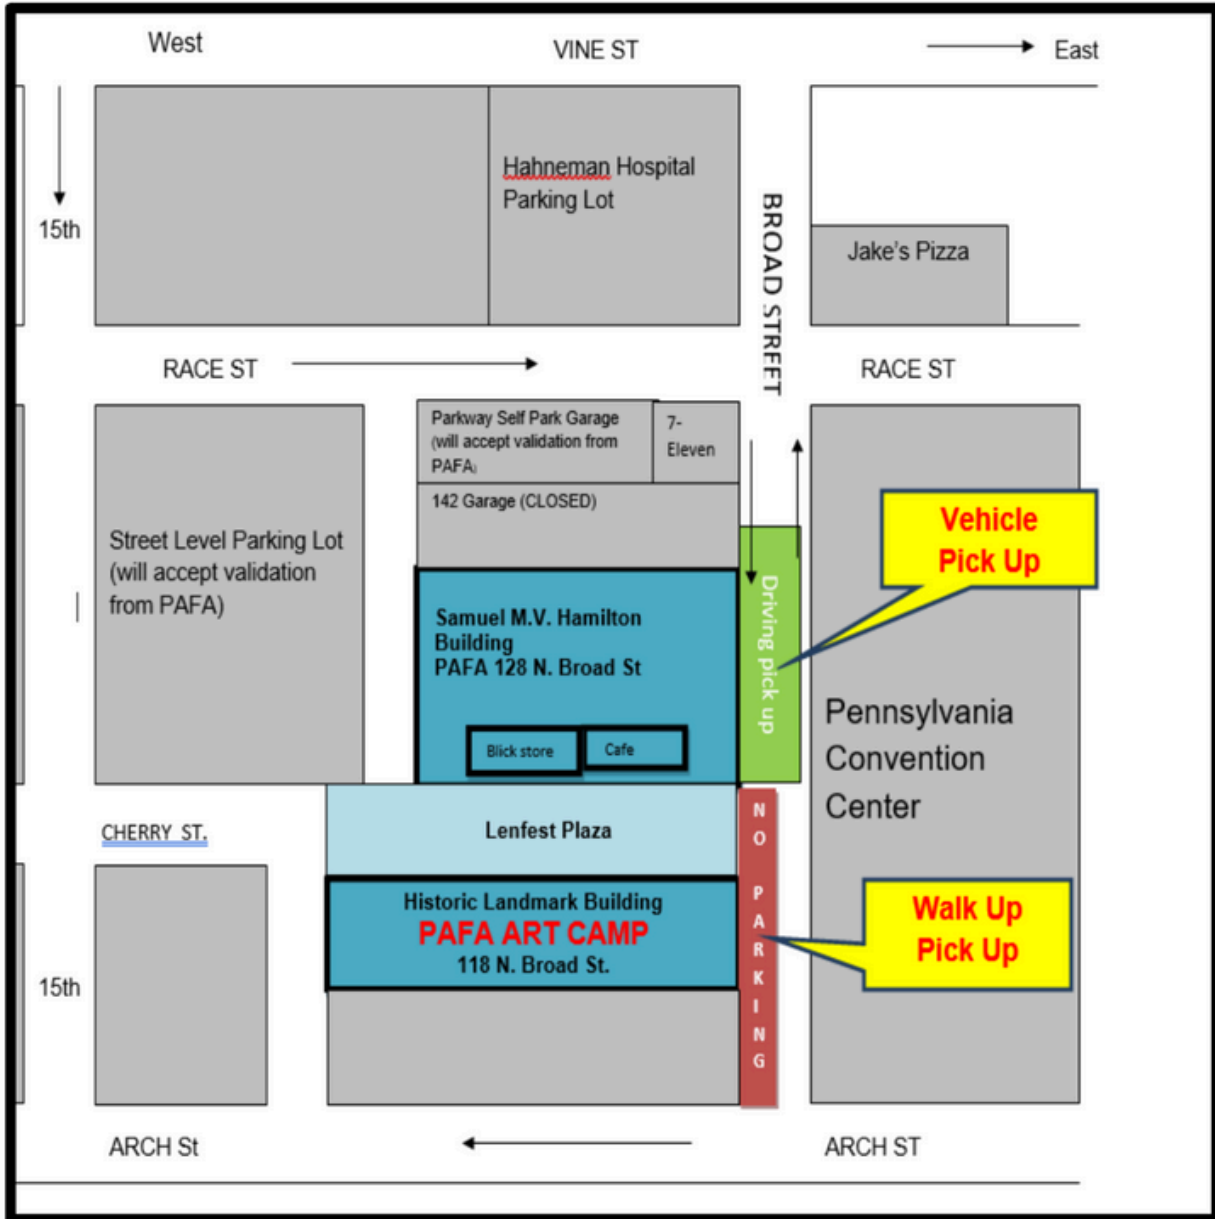 West
VINE ST
East
Hahneman Hospital
Parking Lot
15th
BROAD STREET
Jake's Pizza
RACE ST
RACE ST
Parkway Self Park Garage
(will accept validation from
PAFA)
7-
Eleven
142 Garage (CLOSED)
Vehicle
Pick Up
Street Level Parking Lot
(will accept validation
from PAFA)
Samuel M.V. Hamilton
Building
PAFA 128 N. Broad St
Driving pick up
Blick store
Cafe
Pennsylvania
Convention
Center
CHERRY ST.
Lenfest Plaza
NO PARKING
Historic Landmark Building
PAFA ART CAMP
118 N. Broad St.
Walk Up
Pick Up
15th
ARCH St
ARCH ST